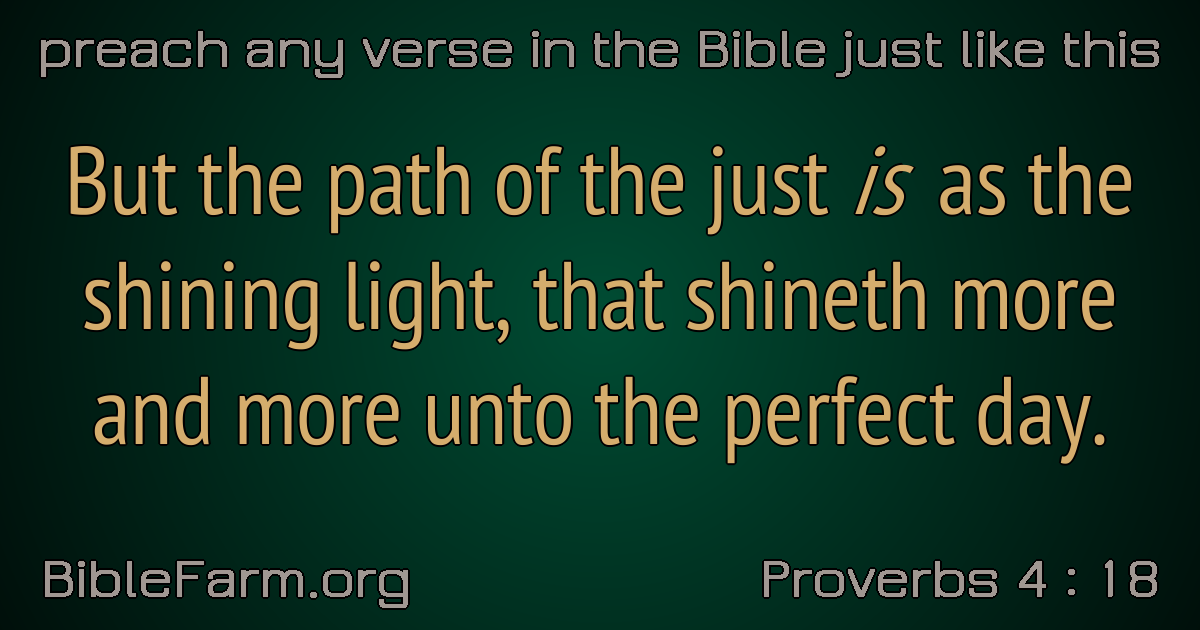 preach any verse in the Bible just like this
But the path of the just is as the
shining light, that shineth more
and more unto the perfect day.
BibleFarm.org
Proverbs 4 : 18